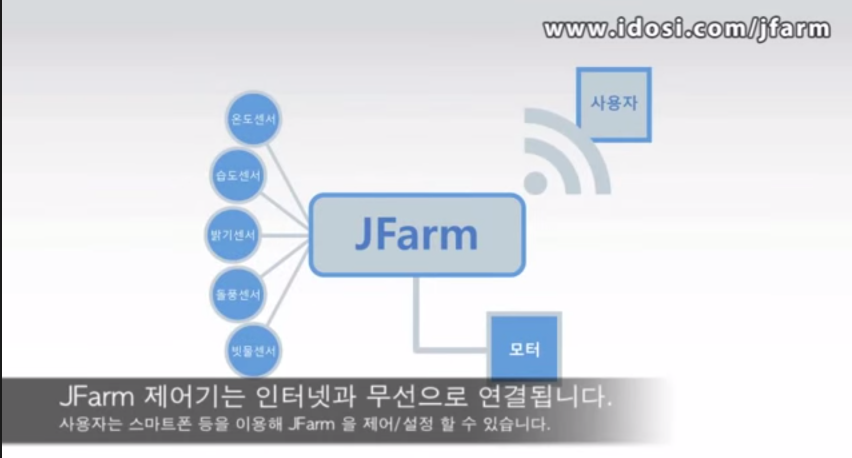 www.idosi.com/jfarm
사용자
온도센서
습도센서
밝기센서
JFarm
돌풍센서
모터
빗물센서
JFarm 제어기는 인터넷과 무선으로 연결됩니다.
사용자는 스마트폰 등을 이용해 JFarm 을 제어/설정 할 수 있습니다.